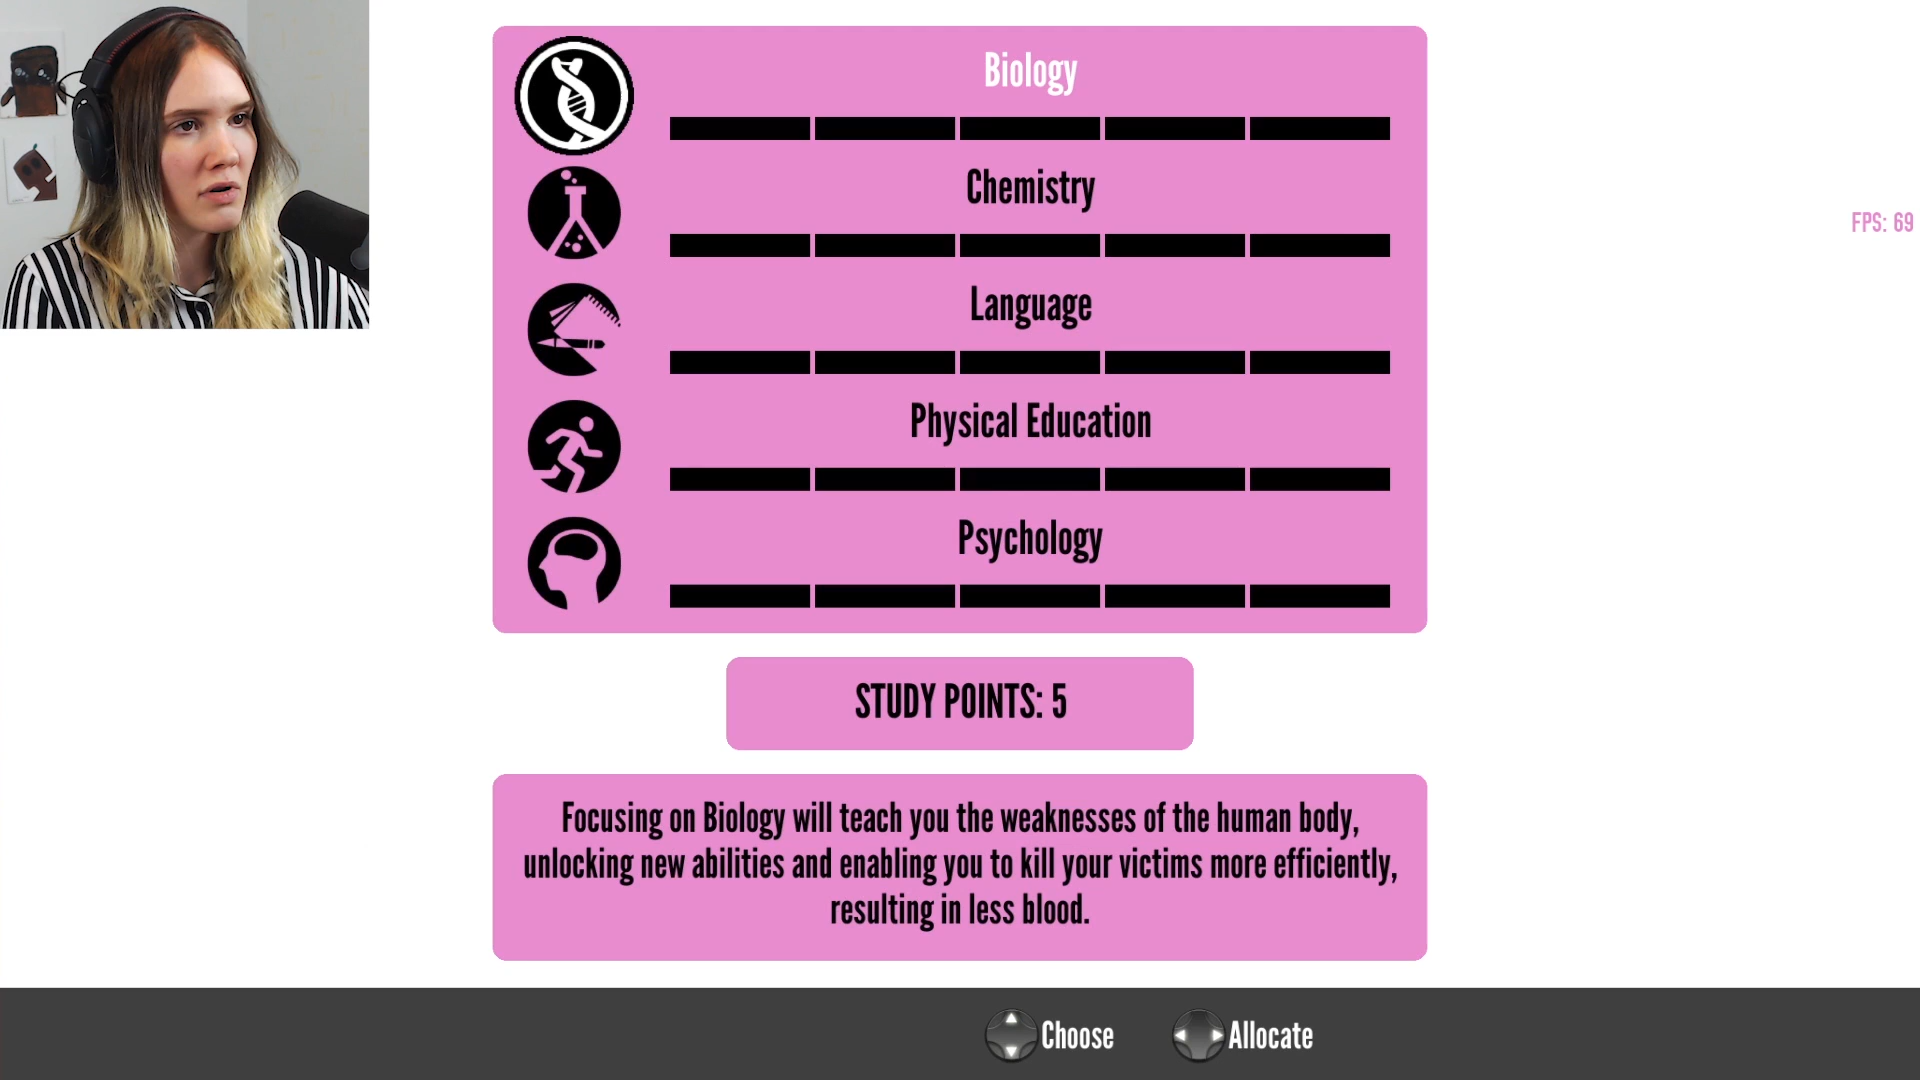 Biology
Chemistry
FPS: 69
Language
Physical Education
Psychology
STUDY POINTS: 5
Focusing on Biology will teach you the weaknesses of the human body,
unlocking new abilities and enabling you to kill your victims more efficiently,
resulting in less blood.
Choose
Allocate